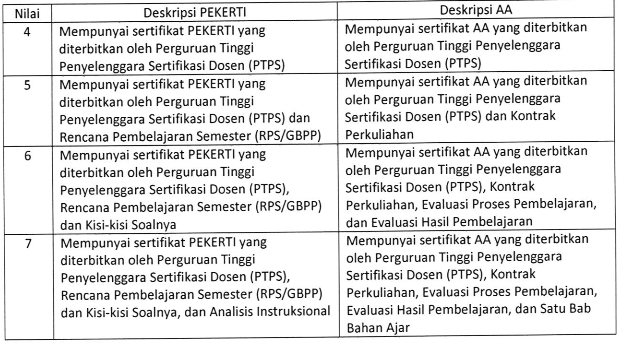 Nilai Deskripsi PEKERTI Deskripsi AA
4 Mempunyai sertifikat PEKERTI yang
diterbitkan oleh Perguruan Tinggi
Penyelenggara Sertifikasi Dosen (PTPS)
Mempunyai sertifikat AA yang diterbitkan
oleh Perguruan Tinggi Penyelenggara
Sertifikasi Dosen (PTPS)
5 Mempunyai sertifikat PEKERTI yang
diterbitkan oleh Perguruan Tinggi
Penyelenggara Sertifikasi Dosen (PTPS) dan
Rencana Pembelajaran Semester (RPS/GBPP)
Mempunyai sertifikat AA yang diterbitkan
oleh Perguruan Tinggi Penyelenggara
Sertifikasi Dosen (PTPS) dan Kontrak
Perkuliahan
6 Mempunyai sertifikat PEKERTI yang
diterbitkan oleh Perguruan Tinggi
Penyelenggara Sertifikasi Dosen (PTPS),
Rencana Pembelajaran Semester (RPS/GBPP)
dan Kisi-kisi Soalnya
Mempunyai sertifikat AA yang diterbitkan
oleh Perguruan Tinggi Penyelenggara
Sertifikasi Dosen (PTPS), Kontrak
Perkuliahan, Evaluasi Proses Pembelajaran,
dan Evaluasi Hasil Pembelajaran
7 Mempunyai sertifikat PEKERTI yang
diterbitkan oleh Perguruan Tinggi
Penyelenggara Sertifikasi Dosen (PTPS),
Rencana Pembelajaran Semester (RPS/GBPP)
dan Kisi-kisi Soalnya, dan Analisis Instruksional
Mempunyai sertifikat AA yang diterbitkan
oleh Perguruan Tinggi Penyelenggara
Sertifikasi Dosen (PTPS), Kontrak
Perkuliahan, Evaluasi Proses Pembelajaran,
Evaluasi Hasil Pembelajaran, dan Satu Bab
Bahan Ajar